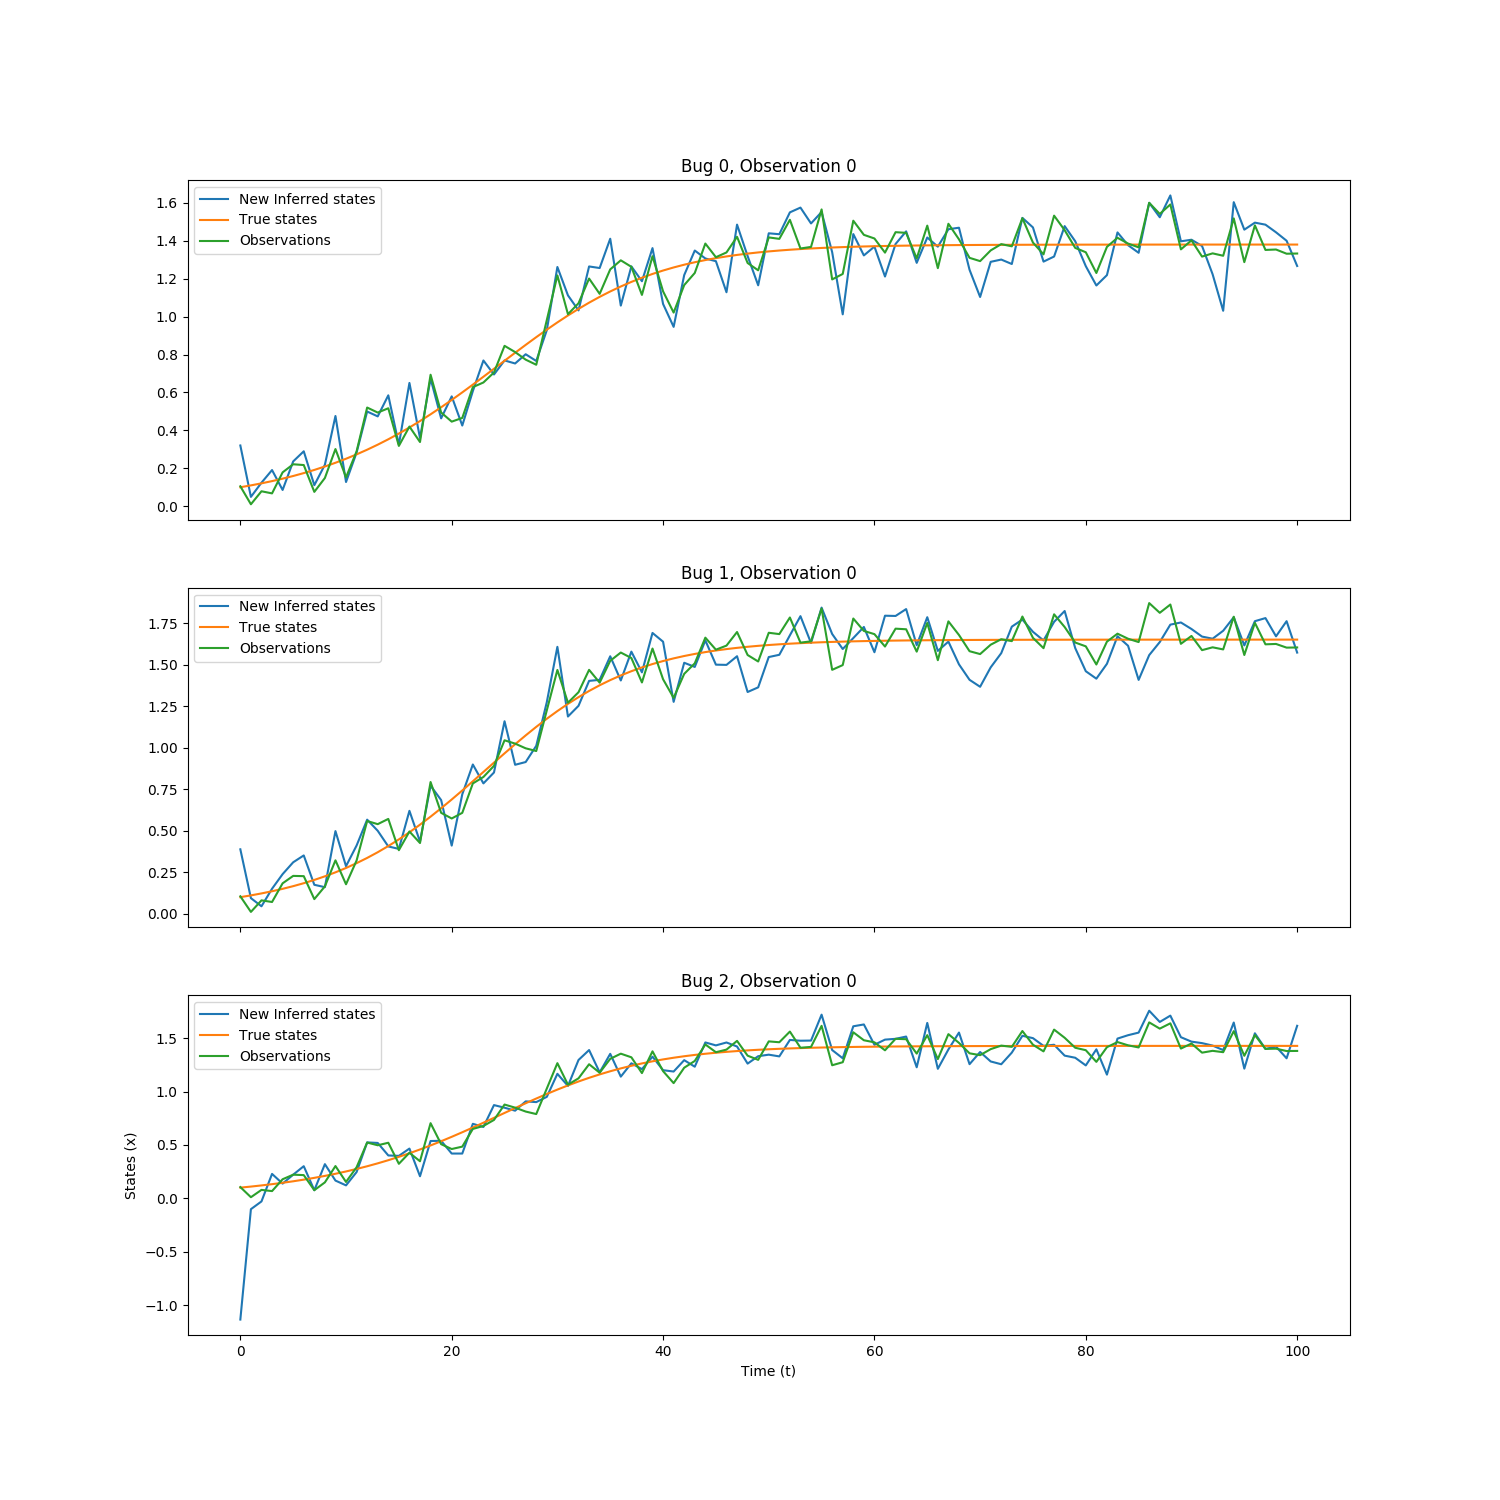 Bug 0, Observation 0
New Inferred states
True states
Observations
1.6
1.4
1.2
1.0
0.8
0.6
0.4
0.2
0.0
Bug 1, Observation 0
New Inferred states
True states
Observations
1.75
1.50
1.25
1.00
0.75
0.50
0.25
0.00
Bug 2, Observation 0
New Inferred states
True states
Observations
1.5
1.0
0.5
0.0
−0.5
−1.0
States (x)
0 20 40 60 80 100
Time (t)